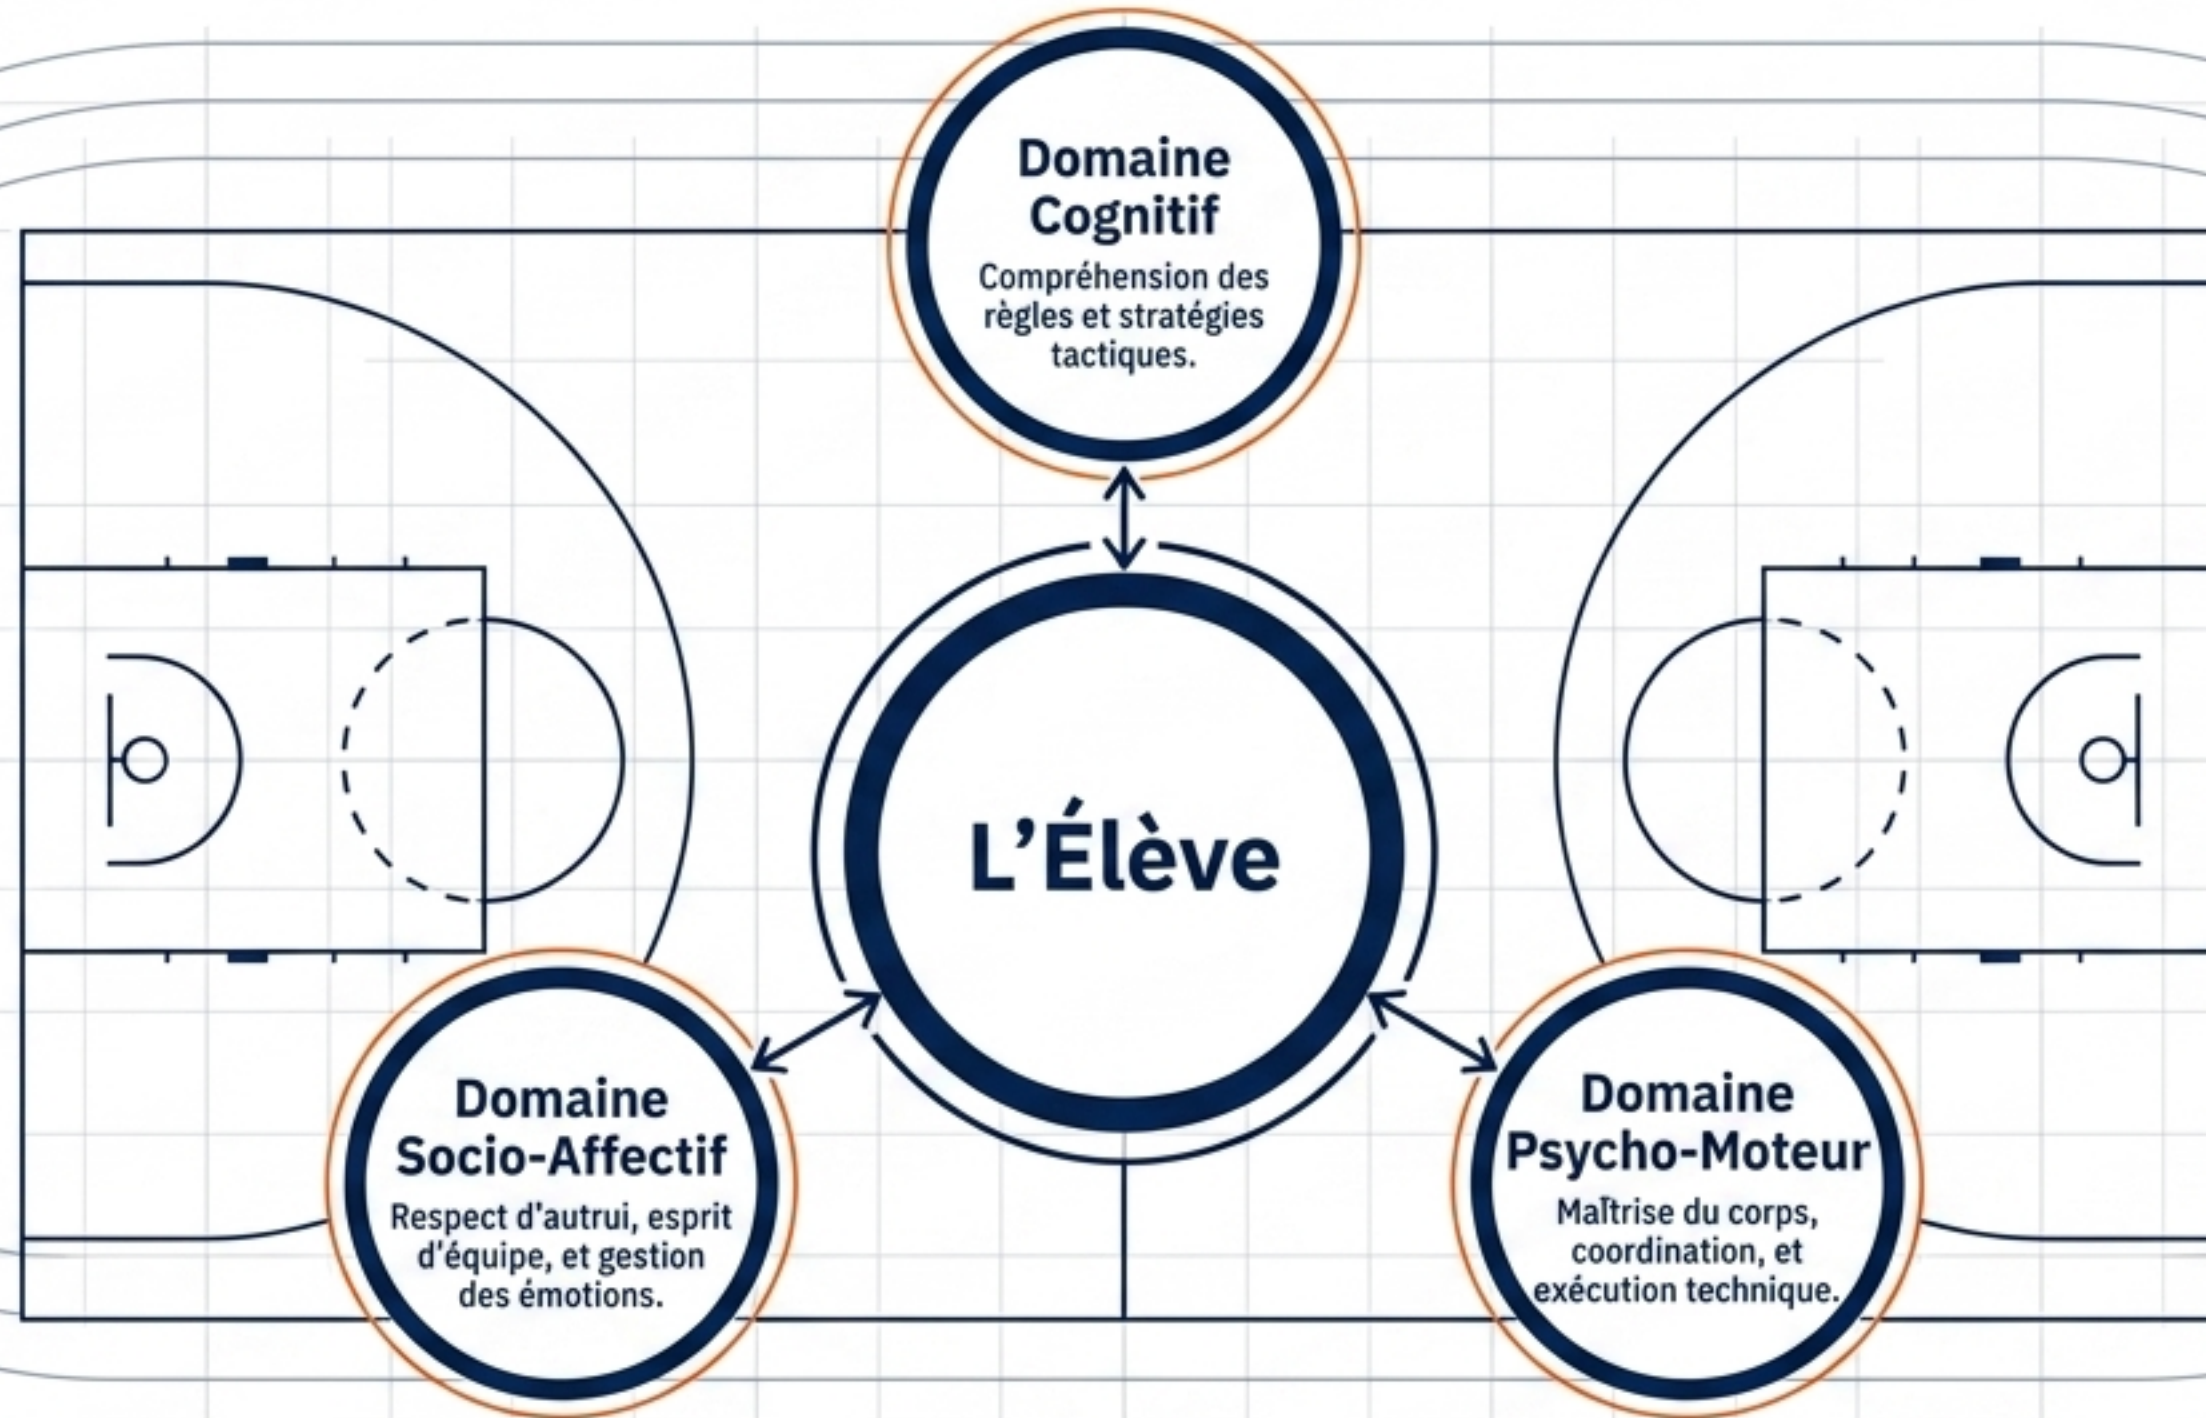 Domaine
Cognitif
Compréhension des
règles et stratégies
tactiques.
L’Élève
Domaine
Socio-Affectif
Respect d'autrui, esprit
d'équipe, et gestion
des émotions.
Domaine
Psycho-Moteur
Maîtrise du corps,
coordination, et
exécution technique.